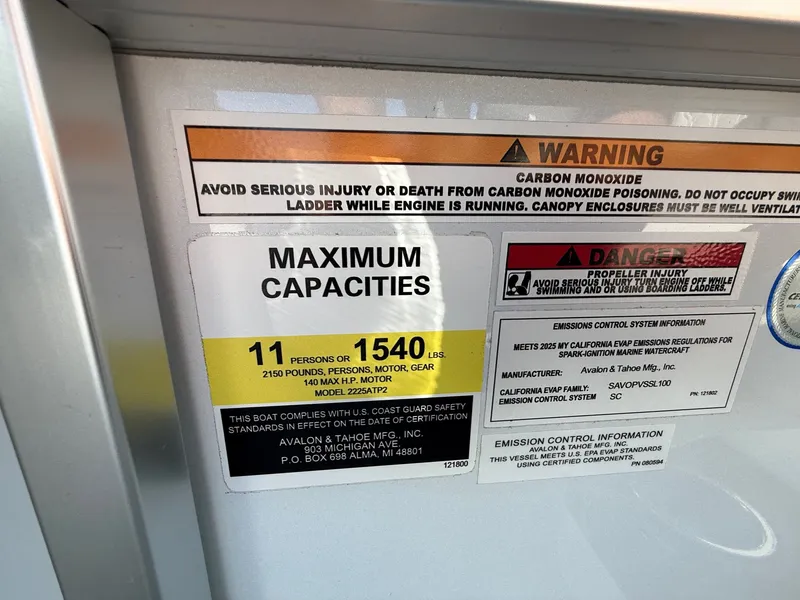 WARNING
CARBON MONOXIDE
AVOID SERIOUS INJURY OR DEATH FROM CARBON MONOXIDE POISONING. DO NOT OCCUPY
LADDER WHILE ENGINE IS RUNNING. CANOPY ENCLOSURES MUST BE WELL
MAXIMUM
CAPACITIES
11 PERSONS OR 1540 LBS.
2150 POUNDS, PERSONS, MOTOR, GEAR
140 MAX H.P. MOTOR
MODEL 2225ATP2
THIS BOAT COMPLIES WITH U.S. COAST GUARD SAFETY
STANDARDS IN EFFECT ON THE DATE OF CERTIFICATION
AVALON & TAHOE MFG., INC.
903 MICHIGAN AVE.
P.O. BOX 698 ALMA, MI 48801
121800
DANGER
PROPELLER INJURY
AVOID SERIOUS INJURY TURN ENGINE OFF WHILE
SWIMMING AND OR USING BOARDING LADDERS.
EMISSIONS CONTROL SYSTEM INFORMATION
MEETS 2025 MY CALIFORNIA EVAP EMISSIONS REGULATIONS FOR
SPARK-IGNITION MARINE WATERCRAFT
MANUFACTURER: Avalon & Tahoe Mfg., Inc.
CALIFORNIA EVAP FAMILY: SAVOPVSSL100
EMISSION CONTROL SYSTEM SC PN: 121802
EMISSION CONTROL INFORMATION
AVALON & TAHOE MFG. INC.
THIS VESSEL MEETS U.S. EPA EVAP STANDARDS
USING CERTIFIED COMPONENTS. PN 080594